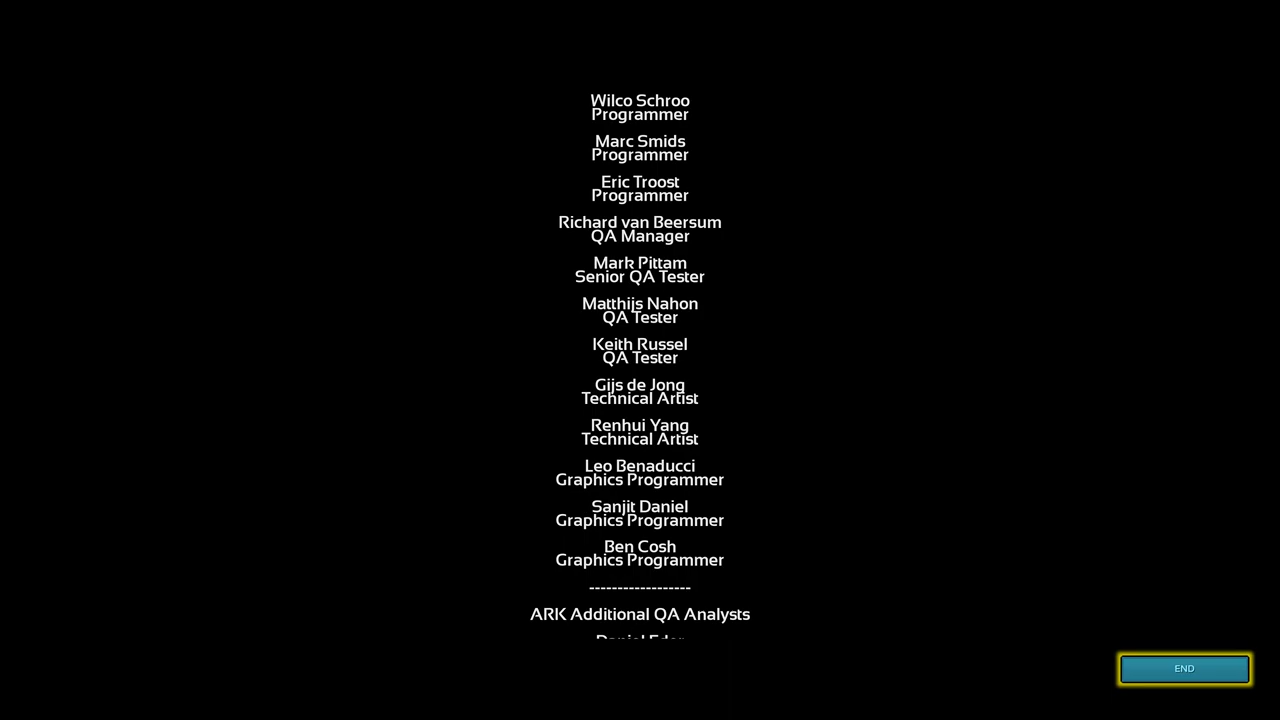 Wilco Schroo
Programmer
Marc Smids
Programmer
Eric Troost
Programmer
Richard van Beersum
QA Manager
Mark Pittam
Senior QA Tester
Matthijs Nahon
QA Tester
Keith Russel
QA Tester
Gijs de Jong
Technical Artist
Renhui Yang
Technical Artist
Leo Benaducci
Graphics Programmer
Sanjit Daniel
Graphics Programmer
Ben Cosh
Graphics Programmer
------------------
ARK Additional QA Analysts
Daniel
END